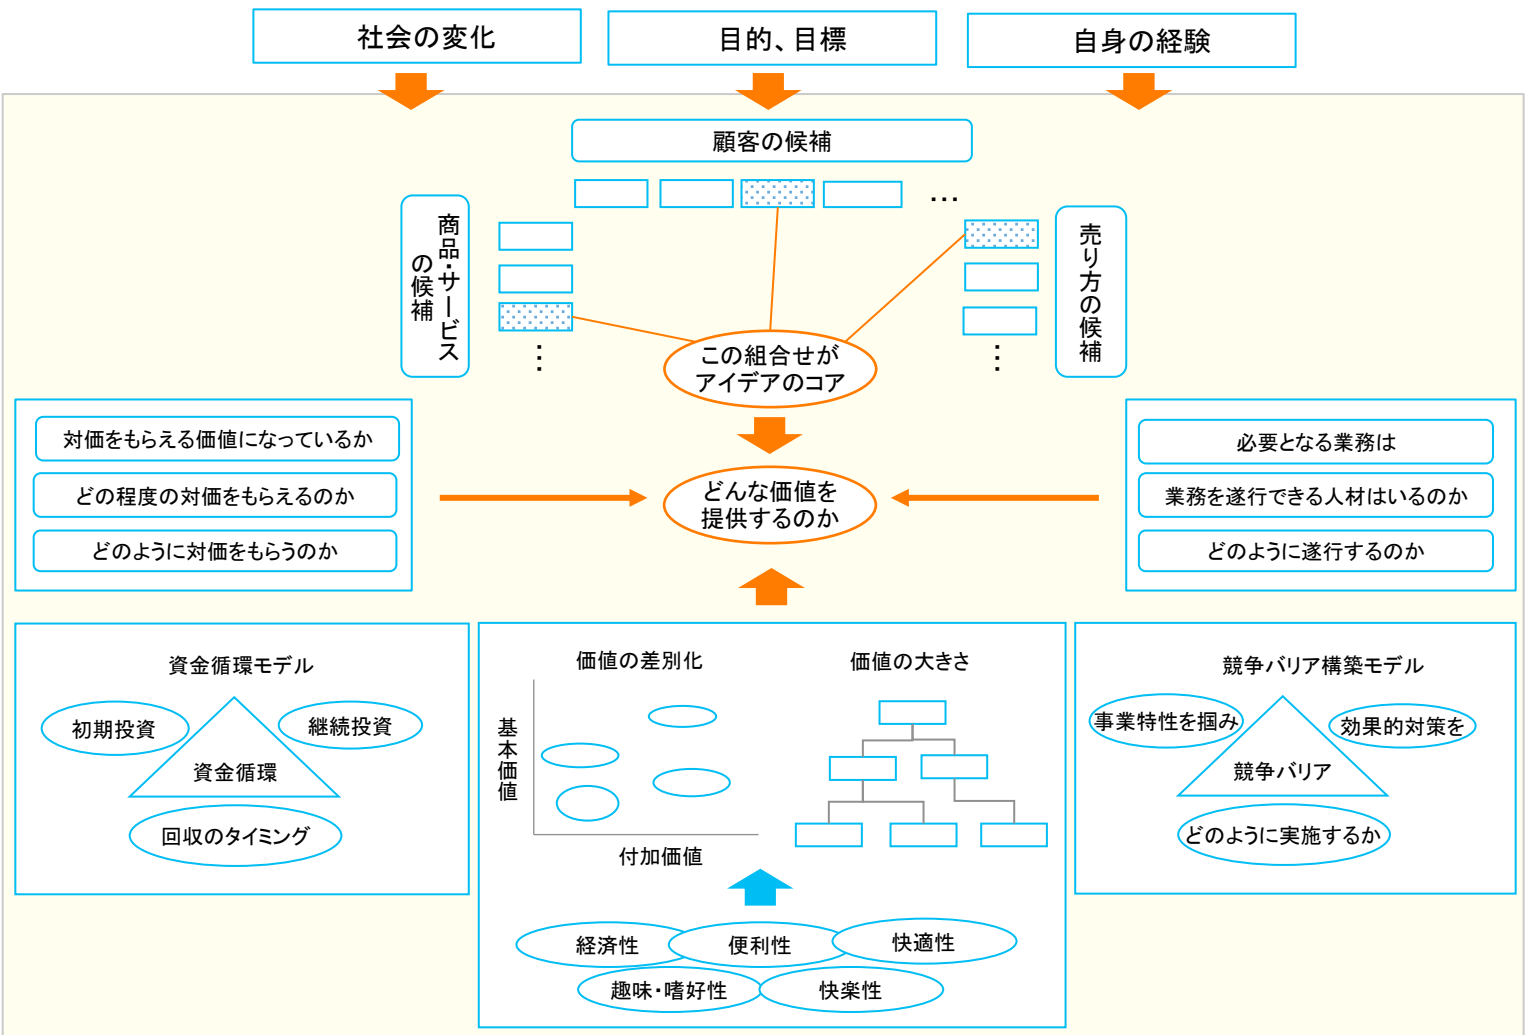 社会の変化
目的、目標
自身の経験
顧客の候補
…
商品・サービス
の候補
…
売り方の候補
…
この組合せが
アイデアのコア
対価をもらえる価値になっているか
どの程度の対価をもらえるのか
どのように対価をもらうのか
どんな価値を
提供するのか
必要となる業務は
業務を遂行できる人材はいるのか
どのように遂行するのか
資金循環モデル
初期投資
継続投資
資金循環
回収のタイミング
価値の差別化
基本価値
付加価値
価値の大きさ
経済性
便利性
快適性
趣味・嗜好性
快楽性
競争バリア構築モデル
事業特性を掴み
効果的対策を
競争バリア
どのように実施するか